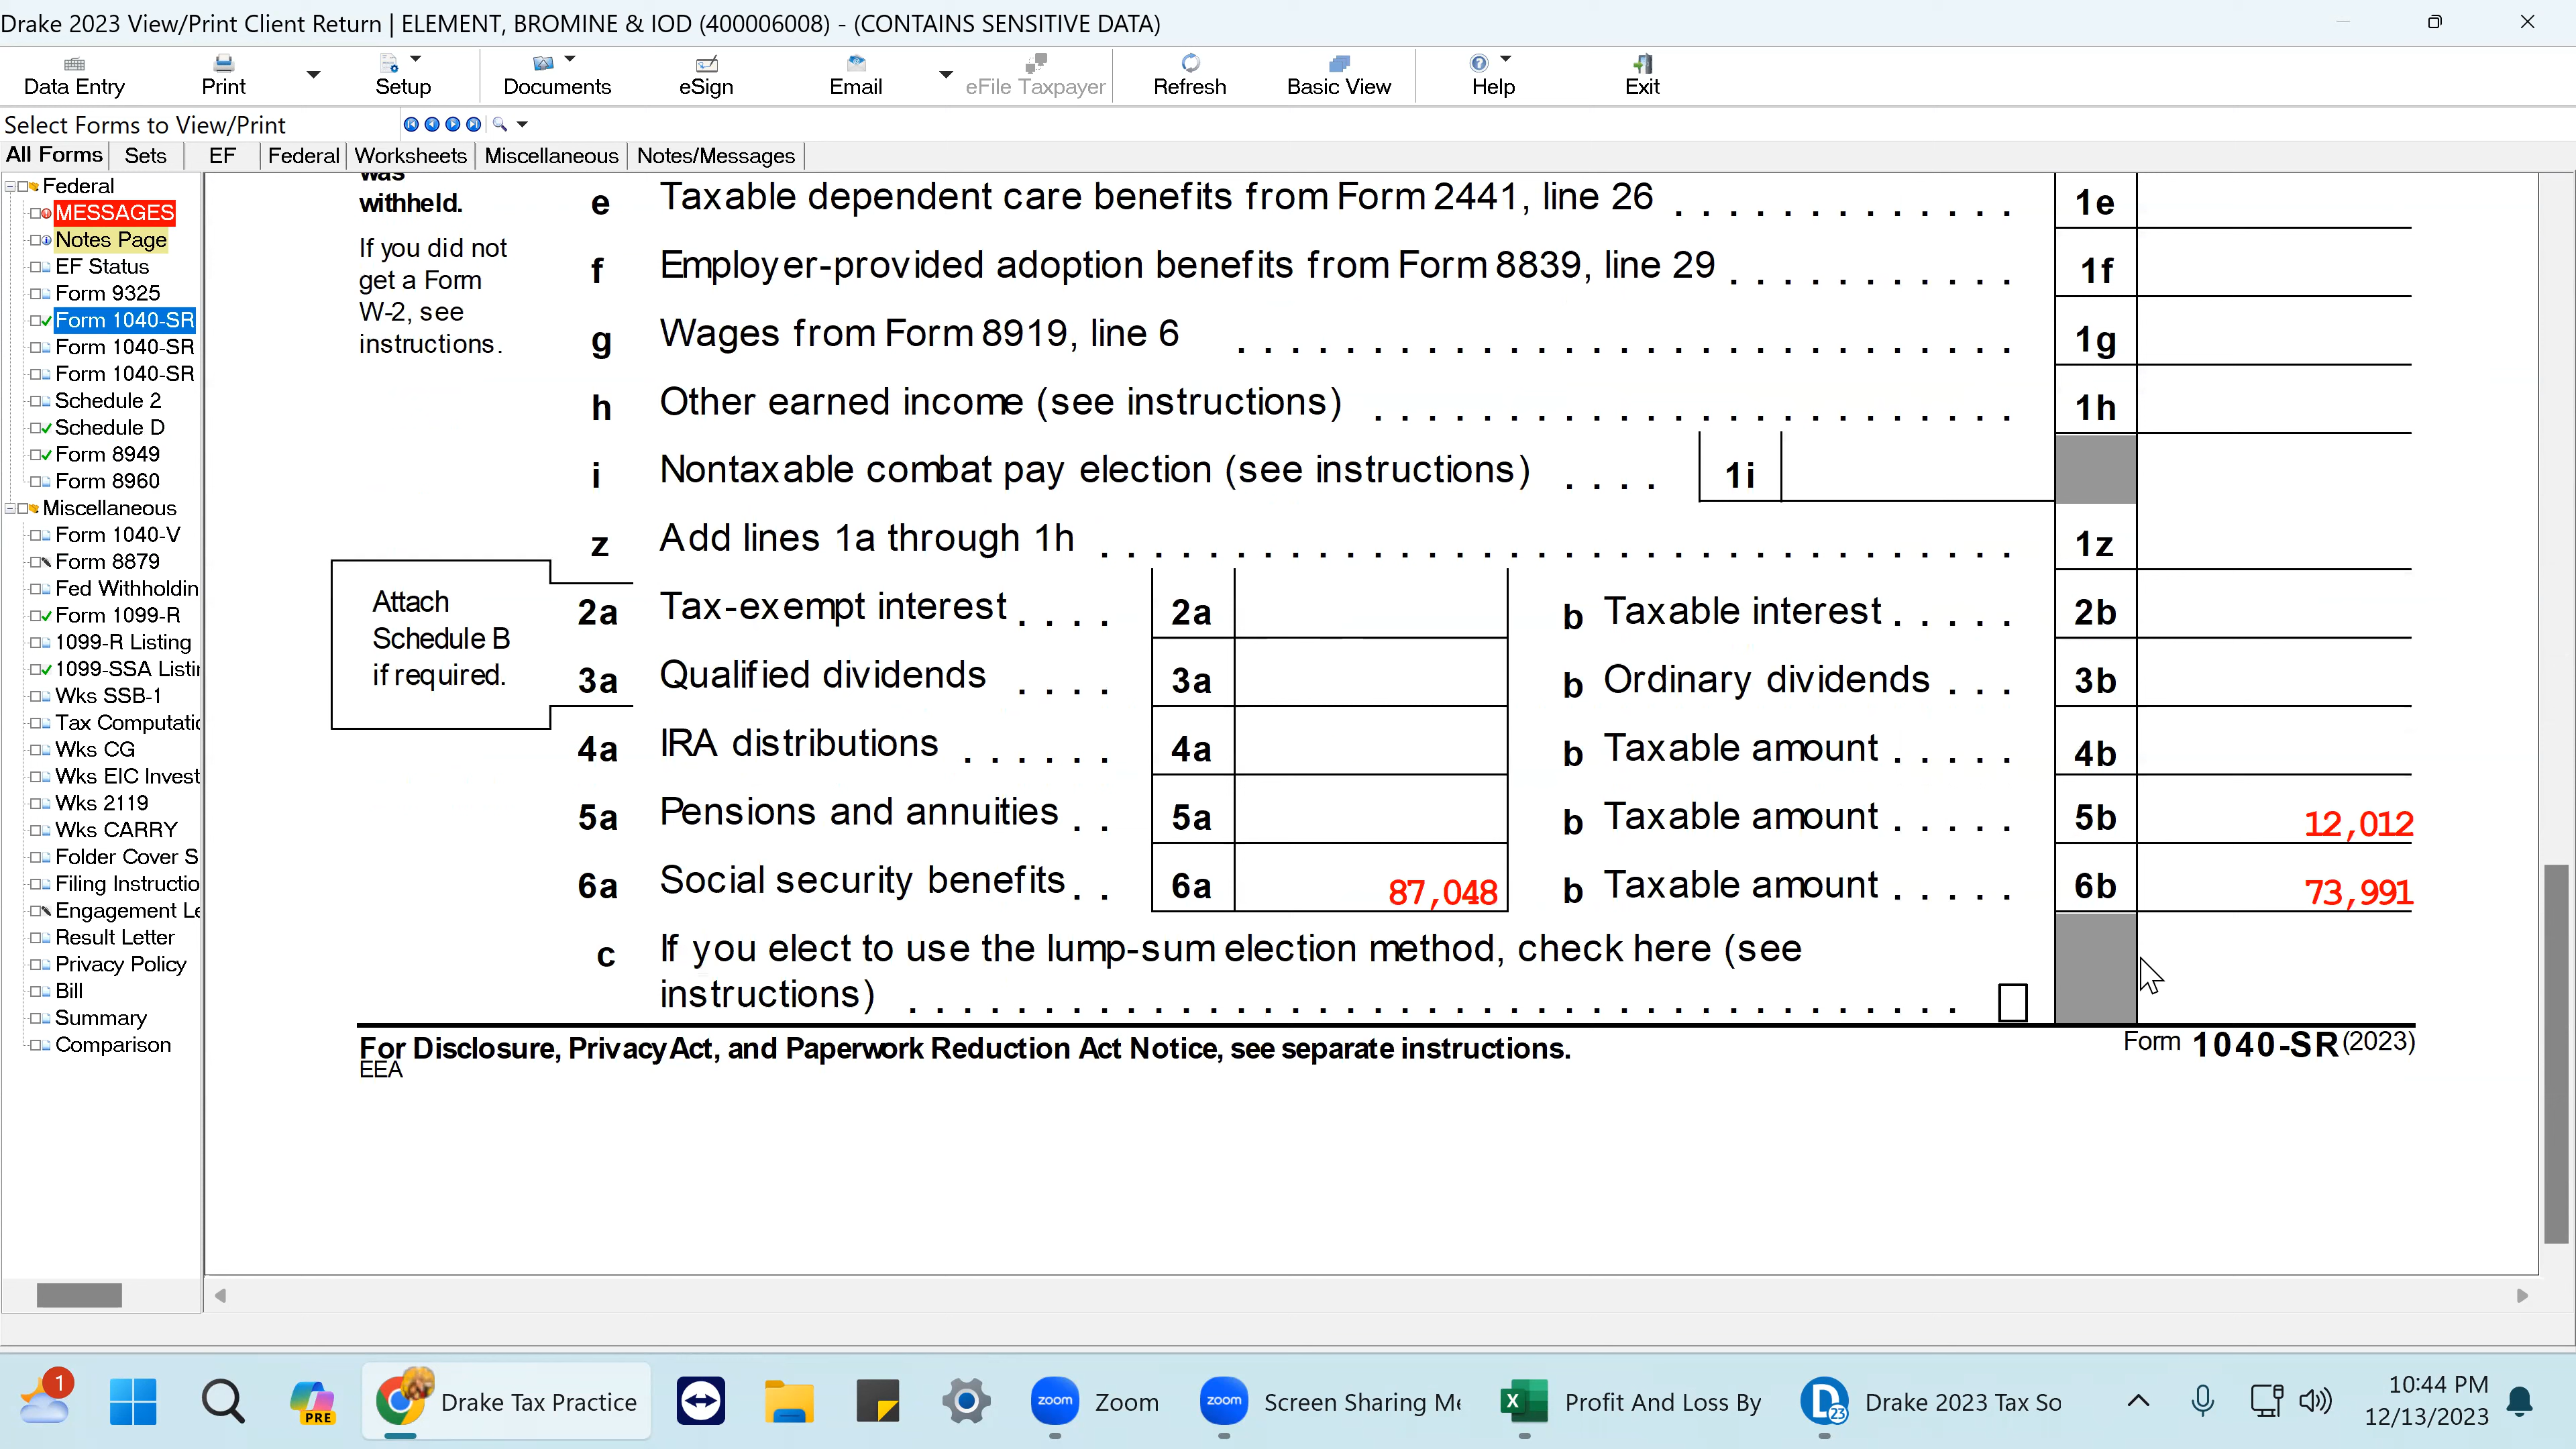 Drake 2023 View/Print Client Return | ELEMENT, BROMINE & IOD (400006008) - (CONTAINS SENSITIVE DATA)
Data Entry Print Setup Documents eSign Email eFile Taxpayer Refresh Basic View Help Exit
Select Forms to View/Print
All Forms Sets EF Federal Worksheets Miscellaneous Notes/Messages
Federal
MESSAGES
Notes Page
EF Status
Form 9325
Form 1040-SR
Form 1040-SR
Form 1040-SR
Schedule 2
Schedule D
Form 8949
Form 8960
Miscellaneous
Form 1040-V
Form 8879
Fed Withholdin
Form 1099-R
1099-R Listing
1099-SSA Listi
Wks SSB-1
Tax Computatio
Wks CG
Wks EIC Invest
Wks 2119
Wks CARRY
Folder Cover S
Filing Instructio
Engagement Le
Result Letter
Privacy Policy
Bill
Summary
Comparison
was
withheld.
If you did not
get a Form
W-2, see
instructions.
e Taxable dependent care benefits from Form 2441, line 26 . . . . . . . . . . . . . 1e
f Employer-provided adoption benefits from Form 8839, line 29 . . . . . . . . . . . 1f
g Wages from Form 8919, line 6 . . . . . . . . . . . . . . . . . . . . . . . . . . . . . 1g
h Other earned income (see instructions) . . . . . . . . . . . . . . . . . . . . . . . . 1h
i Nontaxable combat pay election (see instructions) . . . . 1i
z Add lines 1a through 1h . . . . . . . . . . . . . . . . . . . . . . . . . . . . . . . . . . 1z
Attach
Schedule B
if required.
2a Tax-exempt interest . . . . 2a b Taxable interest . . . . . 2b
3a Qualified dividends . . . . 3a b Ordinary dividends . . . 3b
4a IRA distributions . . . . . . 4a b Taxable amount . . . . . 4b
5a Pensions and annuities . . 5a b Taxable amount . . . . . 5b 12,012
6a Social security benefits . . 6a 87,048 b Taxable amount . . . . . 6b 73,991
c If you elect to use the lump-sum election method, check here (see
instructions) . . . . . . . . . . . . . . . . . . . . . . . . . . . . . . . . . . . . . . .
For Disclosure, Privacy Act, and Paperwork Reduction Act Notice, see separate instructions. Form 1040-SR (2023)
EEA
1 PRE Drake Tax Practice zoom Zoom zoom Screen Sharing Me X Profit And Loss By D 23 Drake 2023 Tax So 10:44 PM
12/13/2023